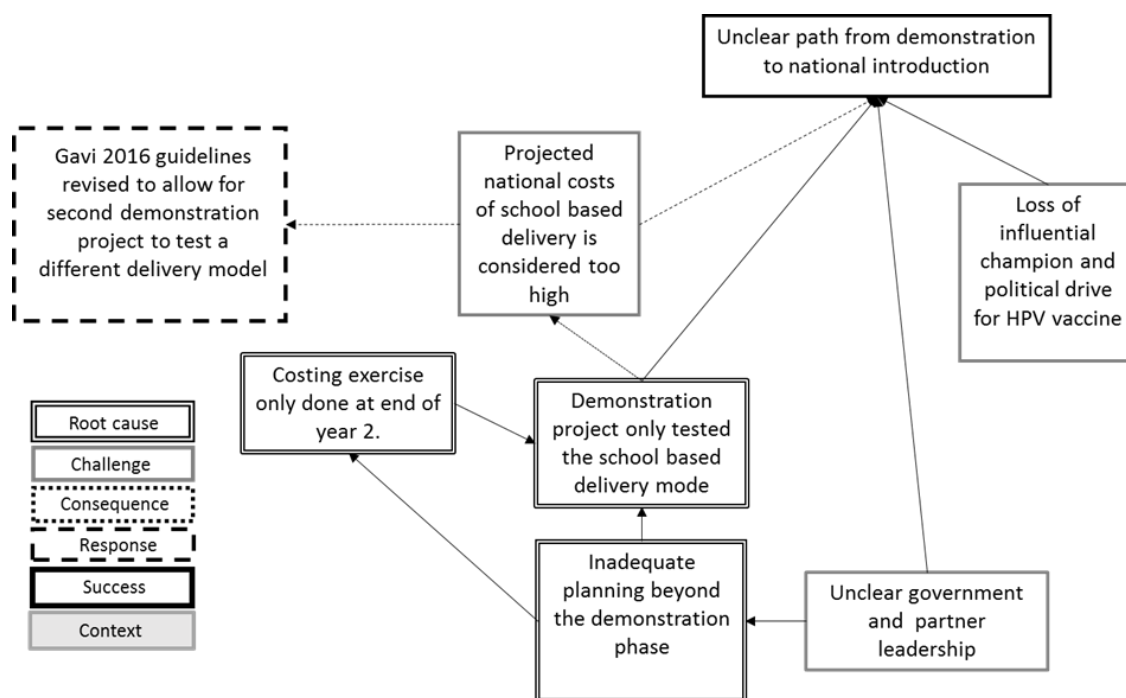 Unclear path from demonstration
to national introduction
Gavi 2016 guidelines
revised to allow for
second demonstration
project to test a
different delivery model
Projected
national costs
of school based
delivery is
considered too
high
Loss of
influential
champion and
political drive
for HPV vaccine
Costing exercise
only done at end of
year 2.
Demonstration
project only tested
the school based
delivery mode
Inadequate
planning beyond
the demonstration
phase
Unclear government
and partner
leadership
Root cause
Challenge
Consequence
Response
Success
Context